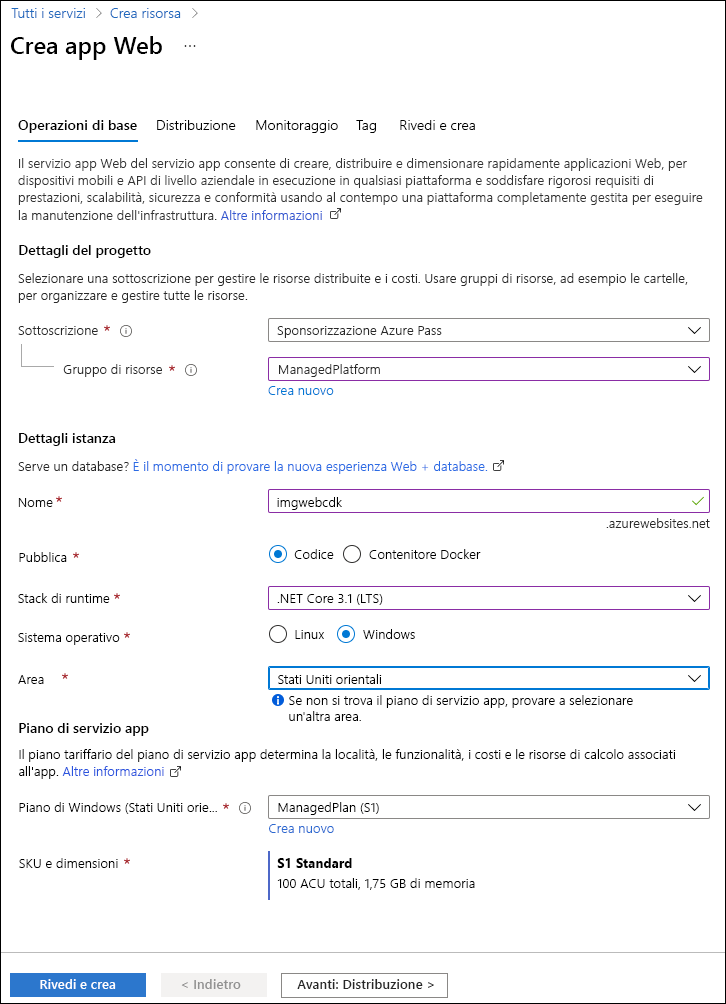 Tutti i servizi > Crea risorsa >
Crea app Web ...
Operazioni di base Distribuzione Monitoraggio Tag Rivedi e crea
Il servizio app Web del servizio app consente di creare, distribuire e dimensionare rapidamente applicazioni Web, per
dispositivi mobili e API di livello aziendale in esecuzione in qualsiasi piattaforma e soddisfare rigorosi requisiti di
prestazioni, scalabilità, sicurezza e conformità usando al contempo una piattaforma completamente gestita per eseguire
la manutenzione dell'infrastruttura. Altre informazioni
Dettagli del progetto
Selezionare una sottoscrizione per gestire le risorse distribuite e i costi. Usare gruppi di risorse, ad esempio le cartelle,
per organizzare e gestire tutte le risorse.
Sottoscrizione * Sponsorizzazione Azure Pass
Gruppo di risorse * ManagedPlatform
Crea nuovo
Dettagli istanza
Serve un database? È il momento di provare la nuova esperienza Web + database.
Nome * imgwebcdk
.azurewebsites.net
Pubblica * Codice Contenitore Docker
Stack di runtime * .NET Core 3.1 (LTS)
Sistema operativo * Linux Windows
Area * Stati Uniti orientali
Se non si trova il piano di servizio app, provare a selezionare
un'altra area.
Piano di servizio app
Il piano tariffario del piano di servizio app determina la località, le funzionalità, i costi e le risorse di calcolo associati
all'app. Altre informazioni
Piano di Windows (Stati Uniti orie... * ManagedPlan (S1)
Crea nuovo
SKU e dimensioni * S1 Standard
100 ACU totali, 1,75 GB di memoria
Rivedi e crea < Indietro Avanti: Distribuzione >